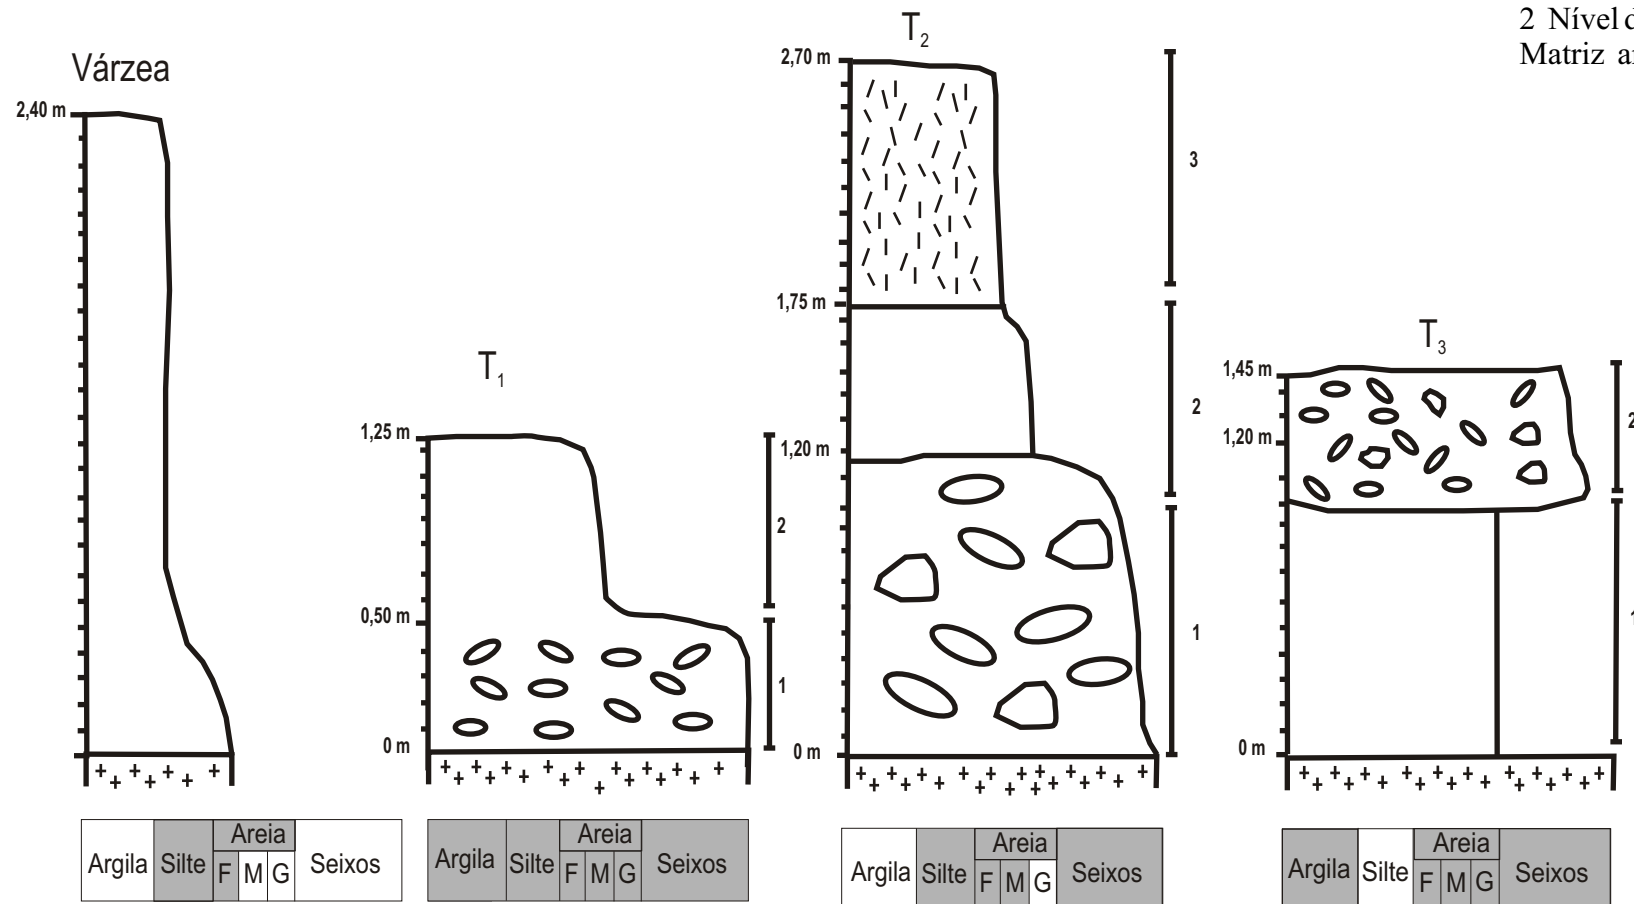 2 Nível
Matriz
Várzea
2,40 m
T1
1,25 m
0,50 m
0 m
2
1
T2
2,70 m
1,75 m
1,20 m
0 m
3
2
1
T3
1,45 m
1,20 m
0 m
2
1
Argila Silte Areia F M G Seixos
Argila Silte Areia F M G Seixos
Argila Silte Areia F M G Seixos
Argila Silte Areia F M G Seixos